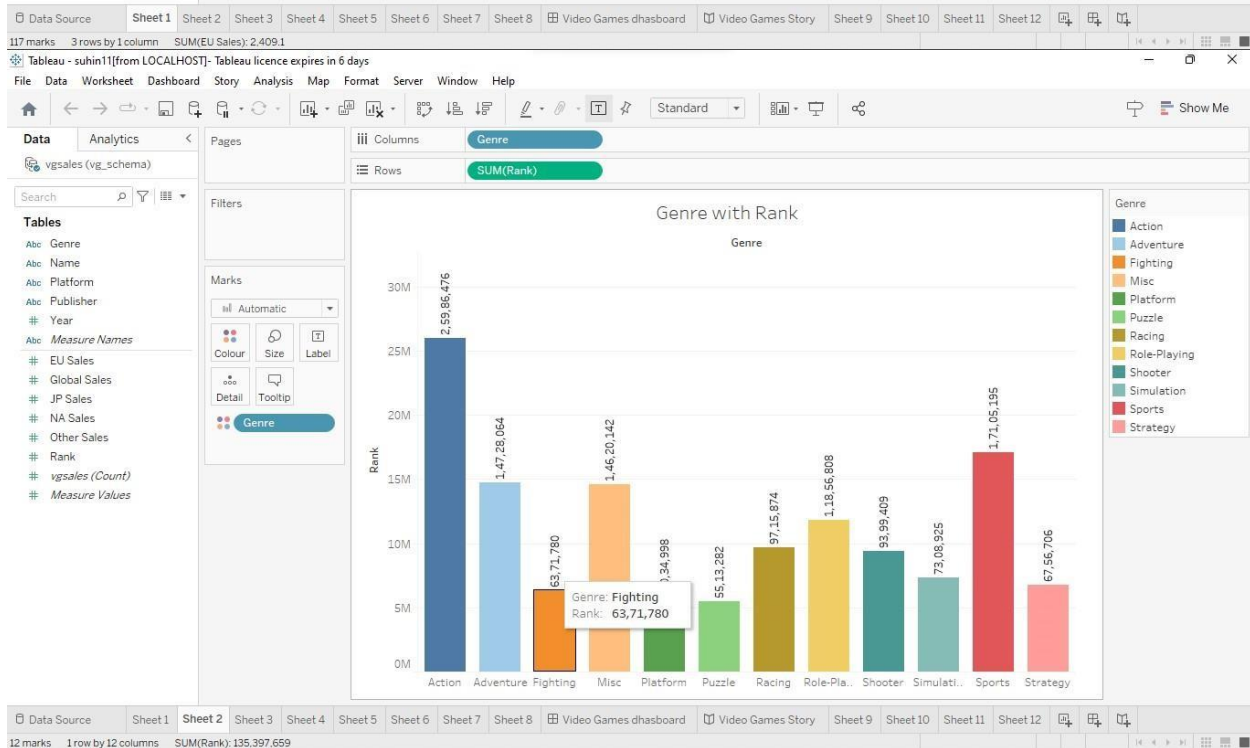 Data Source Sheet 1 Sheet 2 Sheet 3 Sheet 4 Sheet 5 Sheet 6 Sheet 7 Sheet 8 Video Games dhasboard Video Games Story Sheet 9 Sheet 10 Sheet 11 Sheet 12
117 marks 3 rows by 1 column SUM(EU Sales): 2,409.1
Tableau - suhin11[from LOCALHOST]- Tableau licence expires in 6 days
File Data Worksheet Dashboard Story Analysis Map Format Server Window Help
Standard Show Me
Data Analytics
vgsales (vg_schema)
Search
Tables
Abc Genre
Abc Name
Abc Platform
Abc Publisher
# Year
Abc Measure Names
# EU Sales
# Global Sales
# JP Sales
# NA Sales
# Other Sales
# Rank
# vgsales (Count)
# Measure Values
Pages
Filters
Marks
Automatic
Colour Size Label
Detail Tooltip
Genre
iii Columns Genre
Rows SUM(Rank)
Genre with Rank
Genre
Rank
30M
25M
20M
15M
10M
5M
0M
2,59,86,476
1,47,28,064
63,71,780
1,46,20,142
,34,998
55,13,282
97,15,874
1,18,56,808
93,99,409
73,08,925
1,71,05,195
67,56,706
Genre: Fighting
Rank: 63,71,780
Action Adventure Fighting Misc Platform Puzzle Racing Role-Pla.. Shooter Simulati.. Sports Strategy
Genre
Action
Adventure
Fighting
Misc
Platform
Puzzle
Racing
Role-Playing
Shooter
Simulation
Sports
Strategy
Data Source Sheet 1 Sheet 2 Sheet 3 Sheet 4 Sheet 5 Sheet 6 Sheet 7 Sheet 8 Video Games dhasboard Video Games Story Sheet 9 Sheet 10 Sheet 11 Sheet 12
12 marks 1 row by 12 columns SUM(Rank): 135,397,659